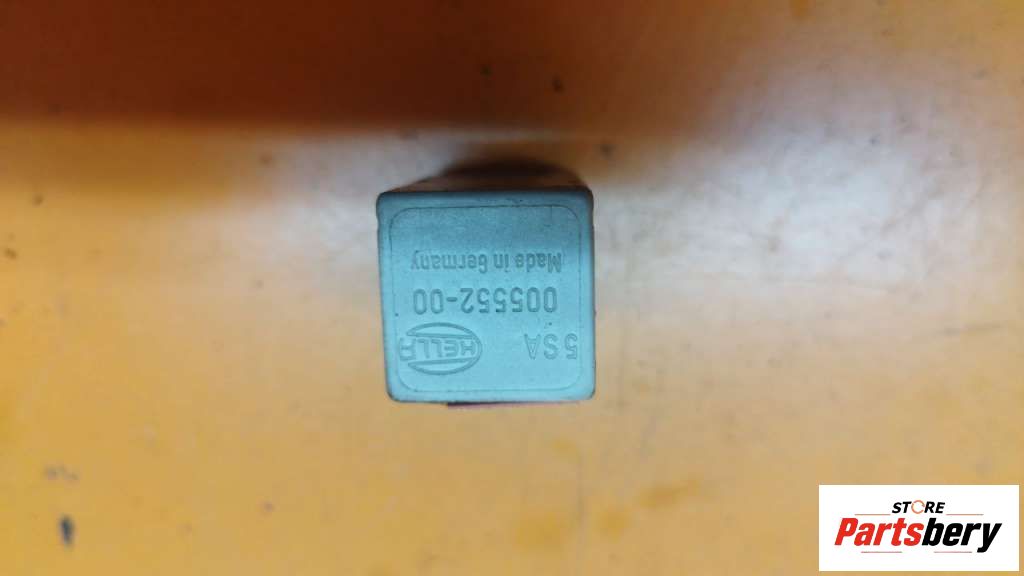 5SA HELLA
005552-00
Made in Germany
STORE
Partsbery